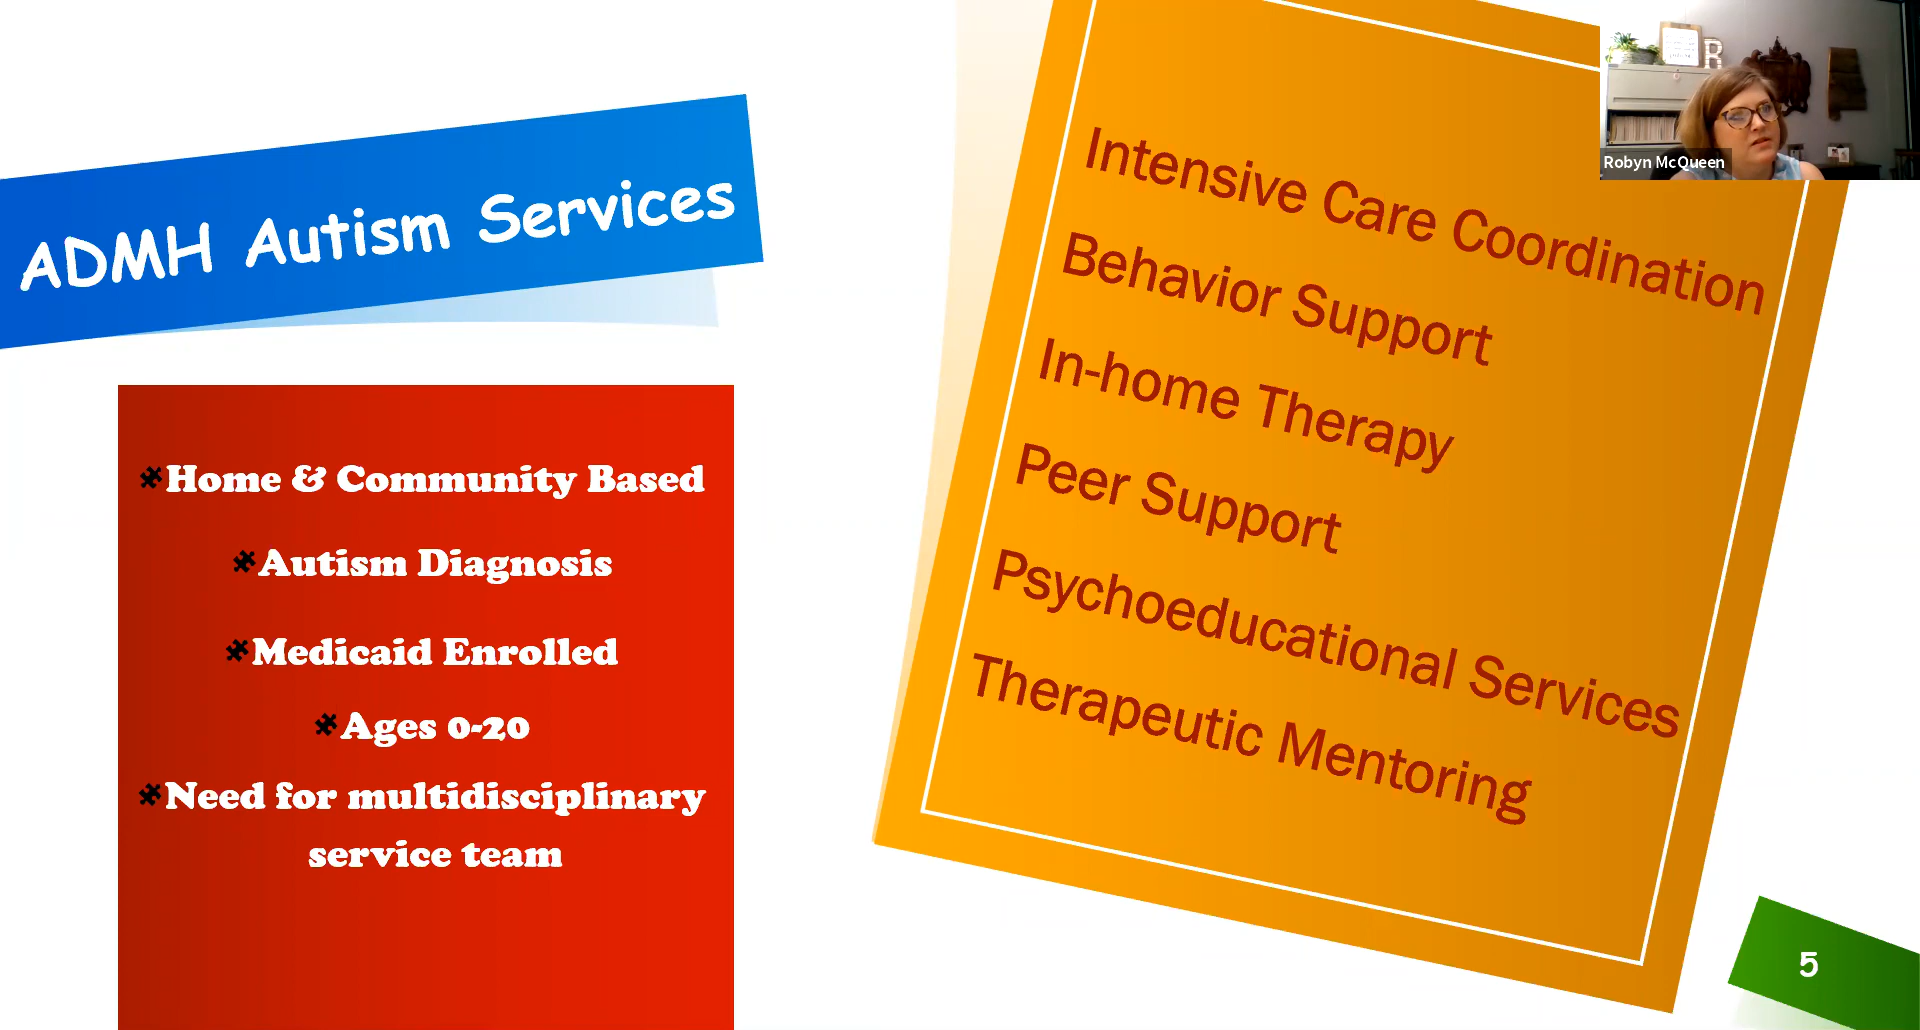 ADMH Autism Services
Home & Community Based
Autism Diagnosis
Medicaid Enrolled
Ages 0-20
Need for multidisciplinary
service team
Intensive Care Coordination
Behavior Support
In-home Therapy
Peer Support
Psychoeducational Services
Therapeutic Mentoring
R
Robyn McQueen
5